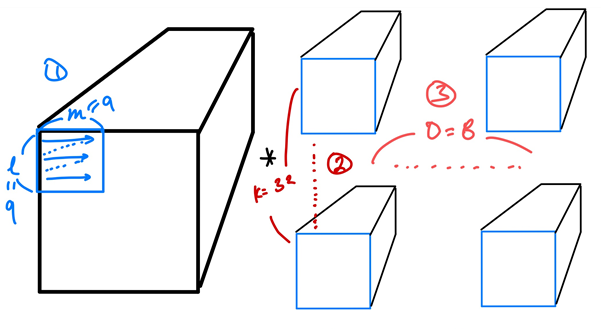 ①
m=9
l=9
*
k=3²
②
③
O=8